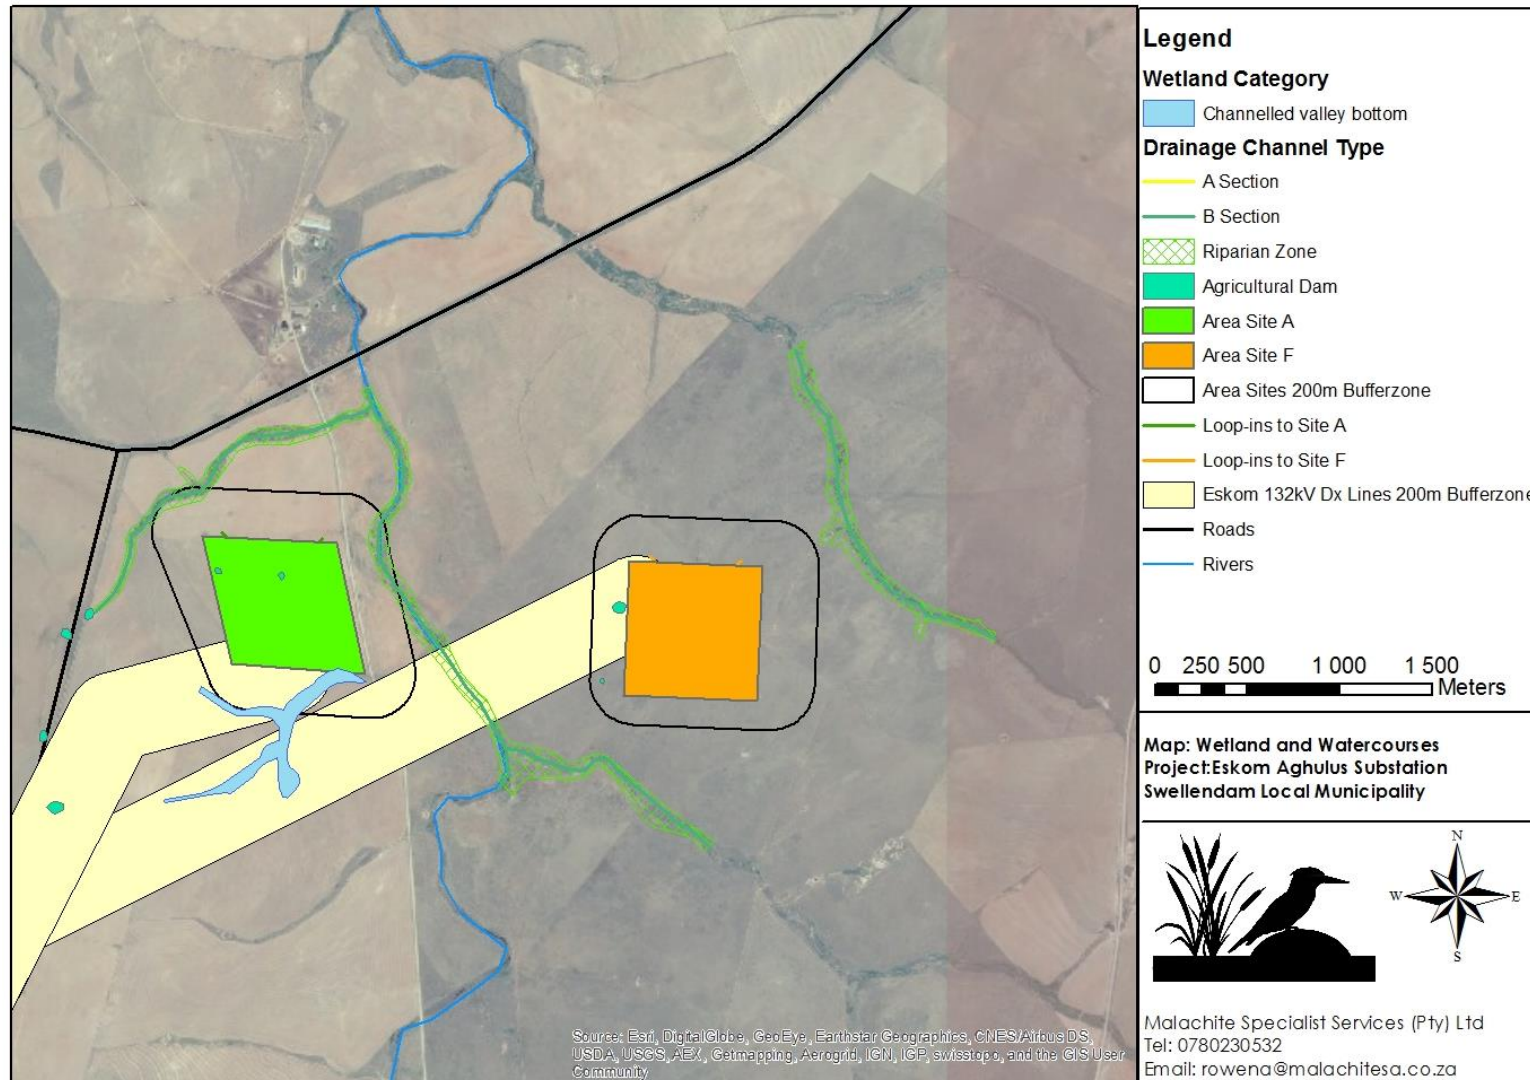 Legend
Wetland Category
Channelled valley bottom
Drainage Channel Type
A Section
B Section
Riparian Zone
Agricultural Dam
Area Site A
Area Site F
Area Sites 200m Bufferzone
Loop-ins to Site A
Loop-ins to Site F
Eskom 132kV Dx Lines 200m Bufferzone
Roads
Rivers
0 250 500 1 000 1 500
Meters
Map: Wetland and Watercourses
Project:Eskom Aghulus Substation
Swellendam Local Municipality
N
W E
S
Malachite Specialist Services (Pty) Ltd
Tel: 0780230532
Email: rowena@malachitesa.co.za
Source: Esri, DigitalGlobe, GeoEye, Earthstar Geographics, CNES/Airbus DS,
USDA, USGS, AEX, Getmapping, Aerogrid, IGN, IGP, swisstopo, and the GIS User
Community